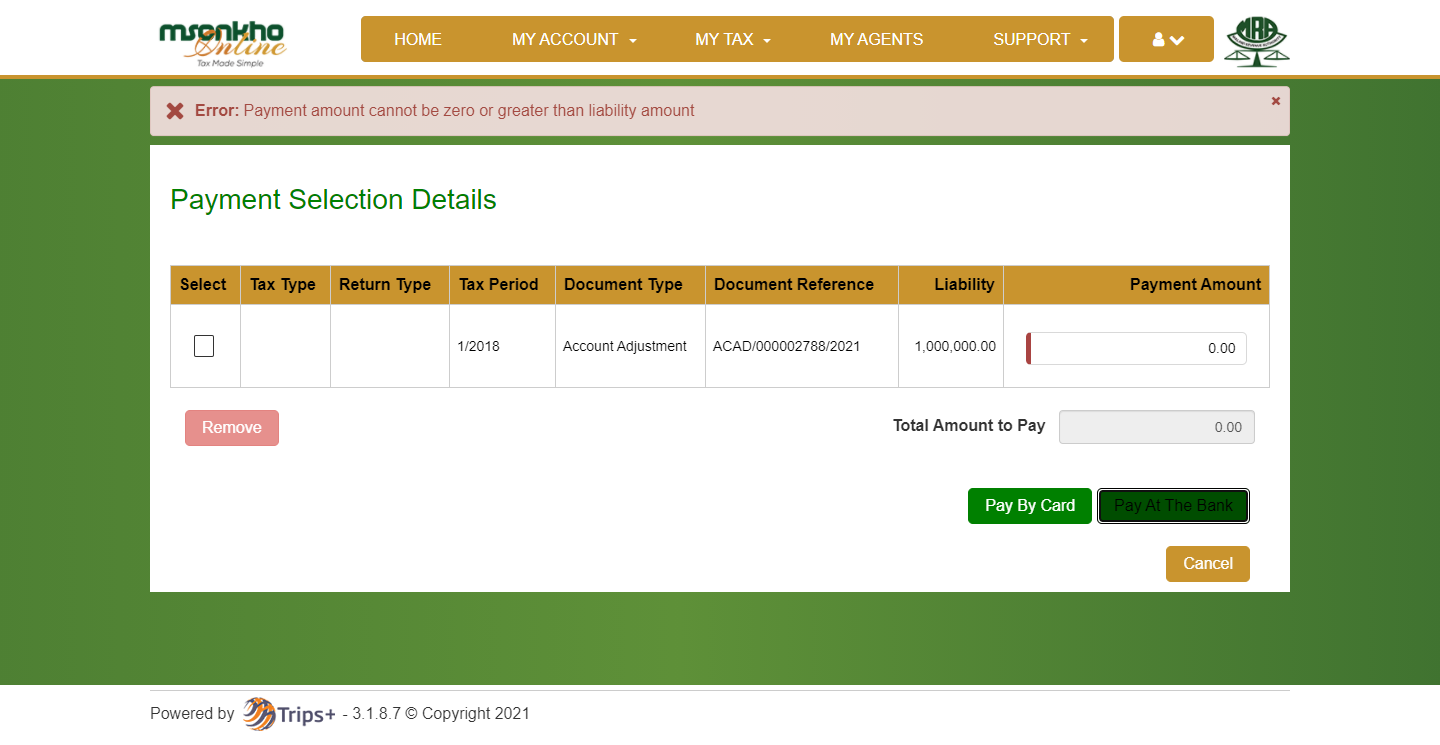 msonkho
Online
Tax Made Simple
HOME MY ACCOUNT MY TAX MY AGENTS SUPPORT
MRA
Error: Payment amount cannot be zero or greater than liability amount
Payment Selection Details
Select Tax Type Return Type Tax Period Document Type Document Reference Liability Payment Amount
1/2018 Account Adjustment ACAD/000002788/2021 1,000,000.00 0.00
Remove Total Amount to Pay 0.00
Pay By Card Pay At The Bank
Cancel
Powered by Trips+ - 3.1.8.7 © Copyright 2021